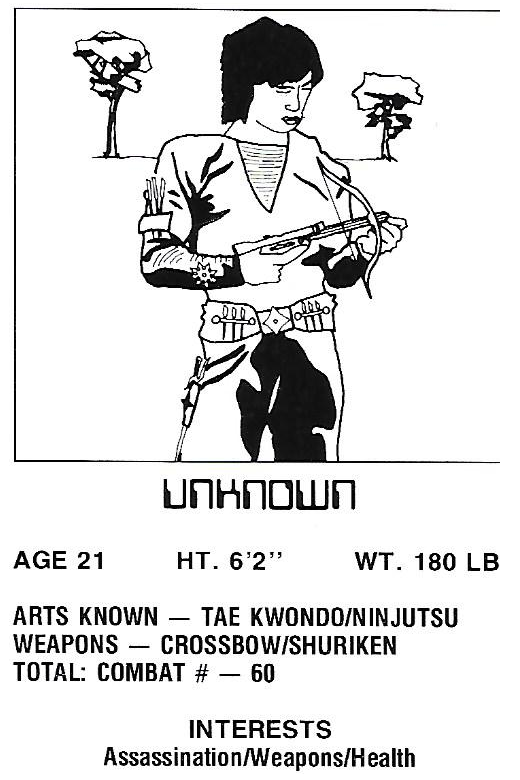 UNKNOWN
AGE 21 HT. 6'2" WT. 180 LB
ARTS KNOWN — TAE KWONDO/NINJUTSU
WEAPONS — CROSSBOW/SHURIKEN
TOTAL: COMBAT # — 60
INTERESTS
Assassination/Weapons/Health